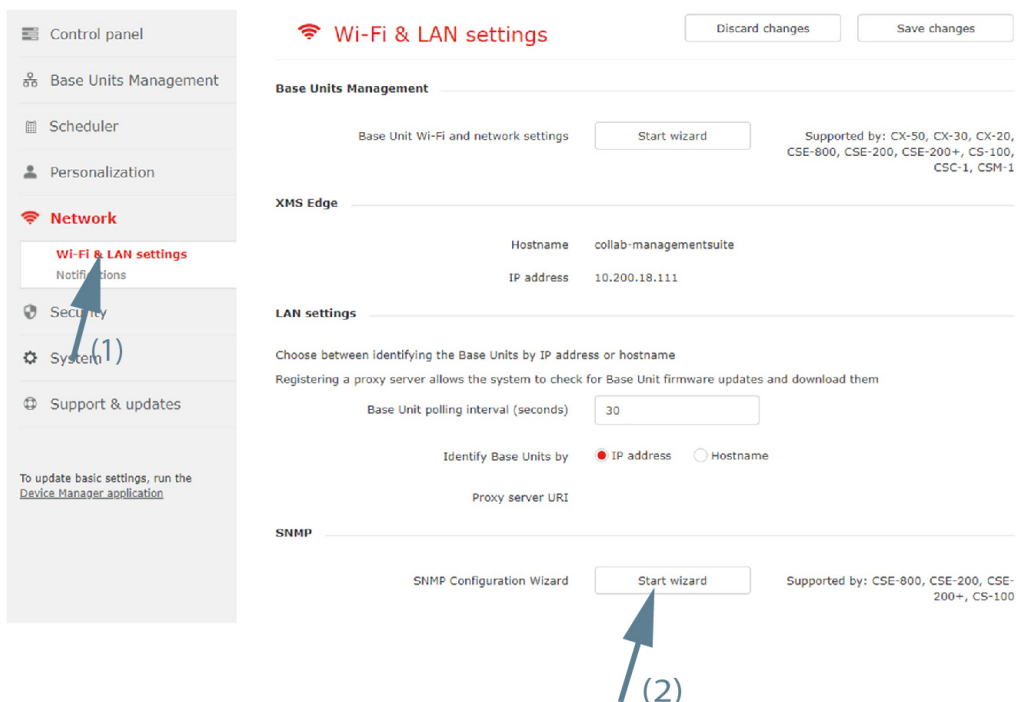 Control panel
Base Units Management
Scheduler
Personalization
Network
Wi-Fi & LAN settings
Notifications
Security
System
(1)
Support & updates
To update basic settings, run the
Device Manager application
Wi-Fi & LAN settings
Discard changes
Save changes
Base Units Management
Base Unit Wi-Fi and network settings
Start wizard
Supported by: CX-50, CX-30, CX-20,
CSE-800, CSE-200, CSE-200+, CS-100,
CSC-1, CSM-1
XMS Edge
Hostname
collab-managementsuite
IP address
10.200.18.111
LAN settings
Choose between identifying the Base Units by IP address or hostname
Registering a proxy server allows the system to check for Base Unit firmware updates and download them
Base Unit polling interval (seconds)
30
Identify Base Units by
IP address
Hostname
Proxy server URI
SNMP
SNMP Configuration Wizard
Start wizard
Supported by: CSE-800, CSE-200, CSE-
200+, CS-100
(2)